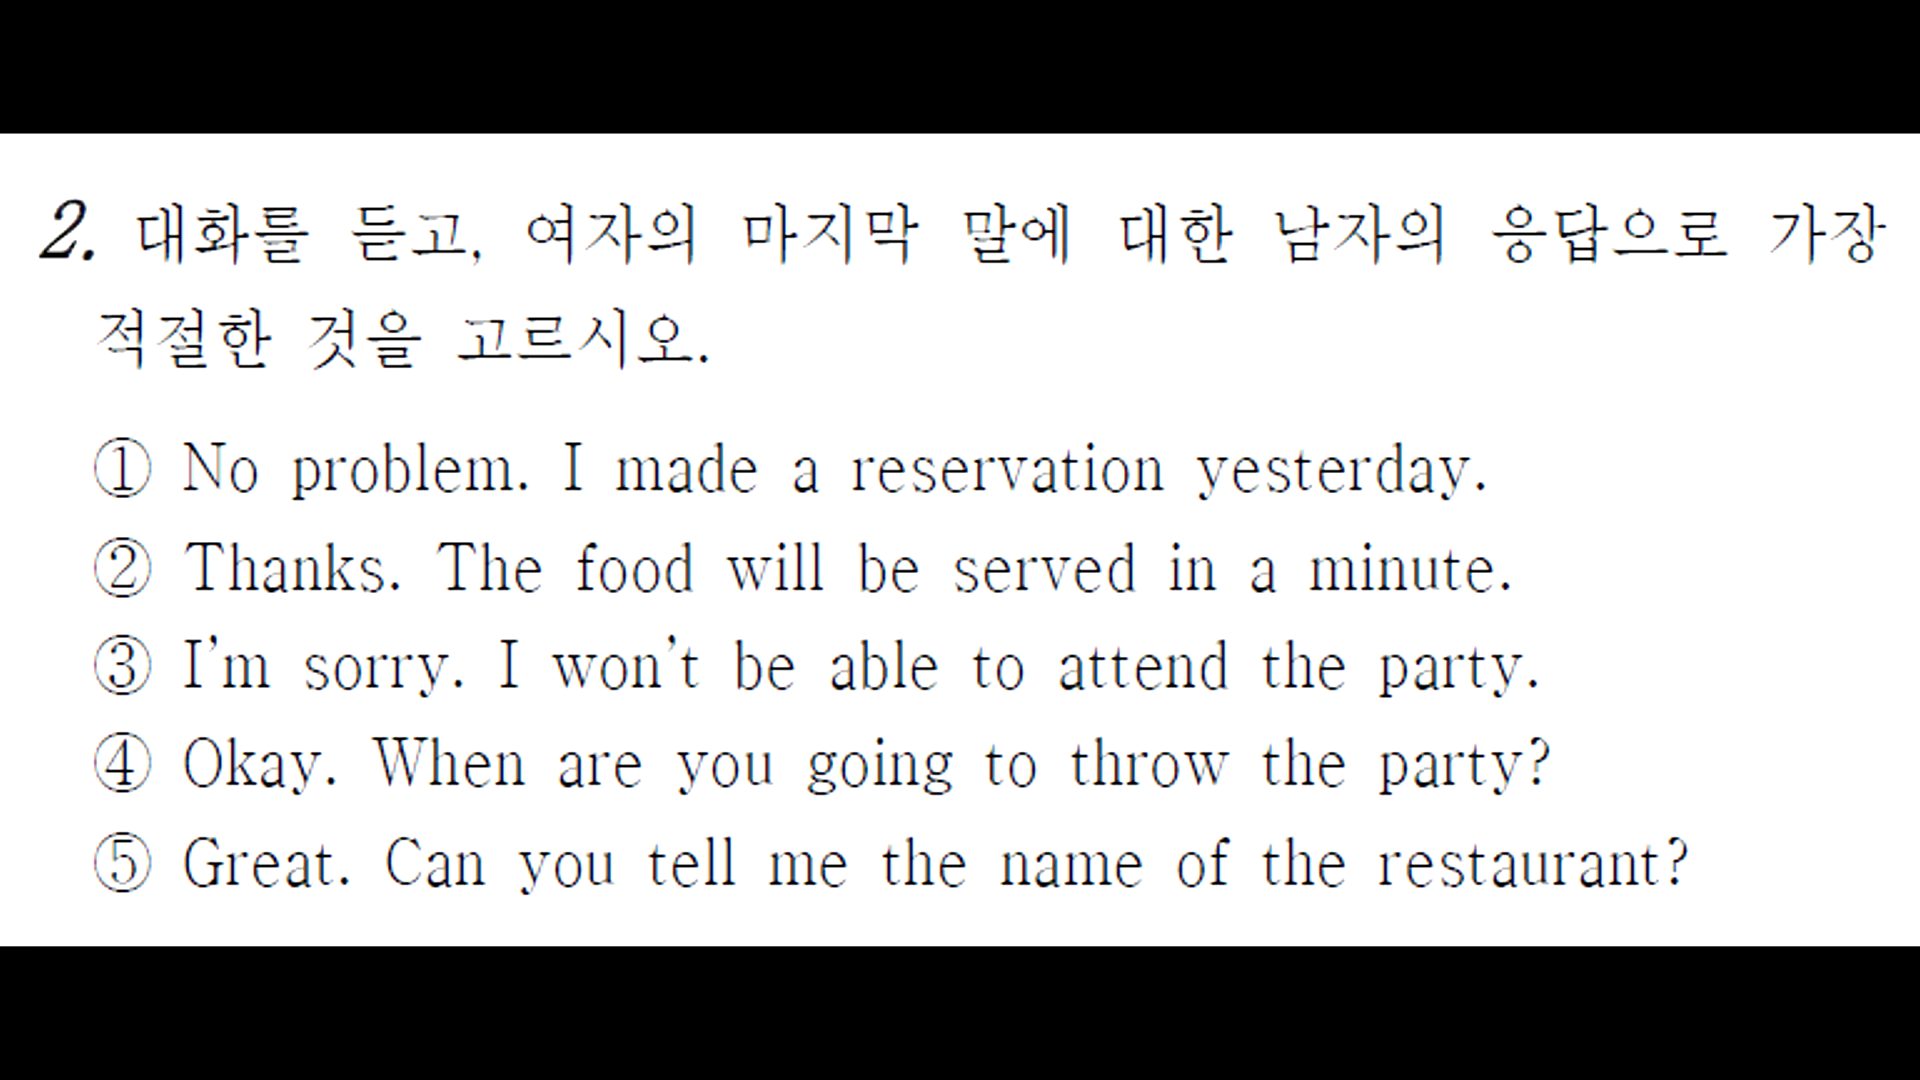 2. 대화를 듣고, 여자의 마지막 말에 대한 남자의 응답으로 가장
적절한 것을 고르시오.
① No problem. I made a reservation yesterday.
② Thanks. The food will be served in a minute.
③ I'm sorry. I won't be able to attend the party.
④ Okay. When are you going to throw the party?
⑤ Great. Can you tell me the name of the restaurant?